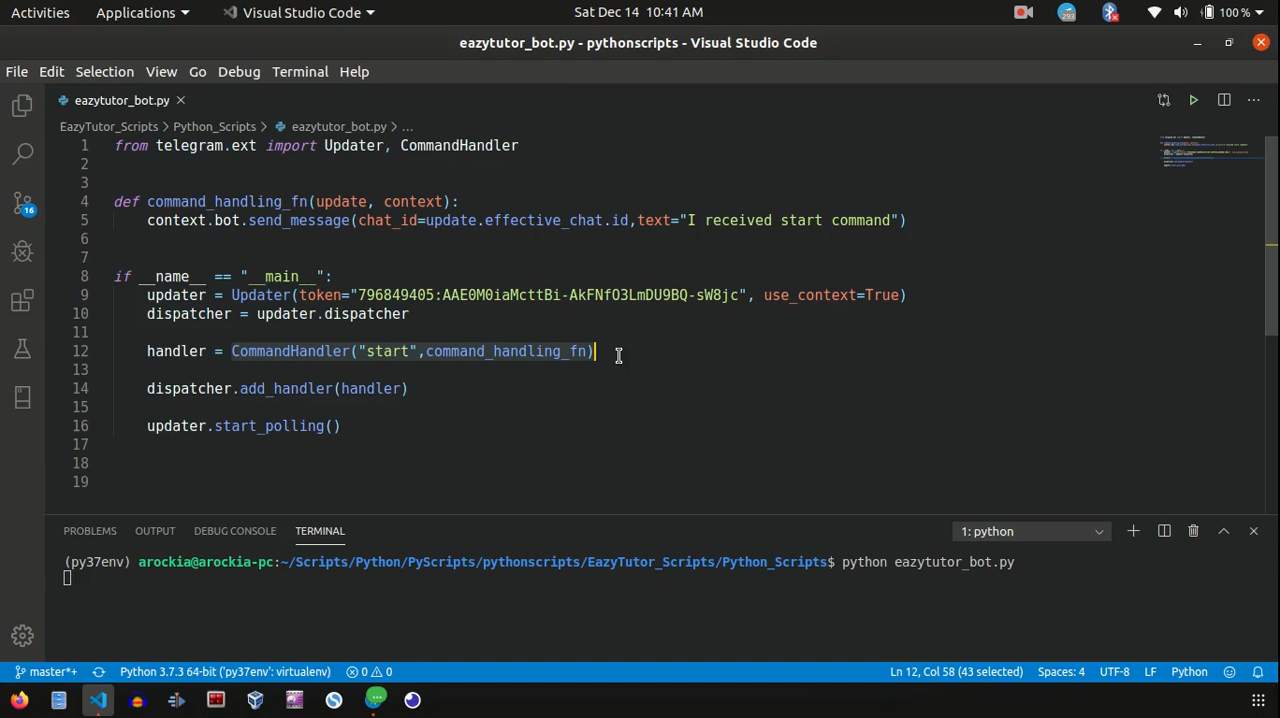 Activities Applications Visual Studio Code Sat Dec 14 10:41 AM 293 100 %
eazytutor_bot.py - pythonscripts - Visual Studio Code
File Edit Selection View Go Debug Terminal Help
eazytutor_bot.py
EazyTutor_Scripts > Python_Scripts > eazytutor_bot.py > ...
1 from telegram.ext import Updater, CommandHandler
2
3
4 def command_handling_fn(update, context):
5 context.bot.send_message(chat_id=update.effective_chat.id,text="I received start command")
6
7
8 if __name__ == "__main__":
9 updater = Updater(token="796849405:AAE0M0iaMcttBi-AkFNfO3LmDU9BQ-sW8jc", use_context=True)
10 dispatcher = updater.dispatcher
11
12 handler = CommandHandler("start",command_handling_fn)
13
14 dispatcher.add_handler(handler)
15
16 updater.start_polling()
17
18
19
16
PROBLEMS OUTPUT DEBUG CONSOLE TERMINAL 1: python
(py37env) arockia@arockia-pc:~/Scripts/Python/PyScripts/pythonscripts/EazyTutor_Scripts/Python_Scripts$ python eazytutor_bot.py
master*+ Python 3.7.3 64-bit ('py37env': virtualenv) 0 0 Ln 12, Col 58 (43 selected) Spaces: 4 UTF-8 LF Python